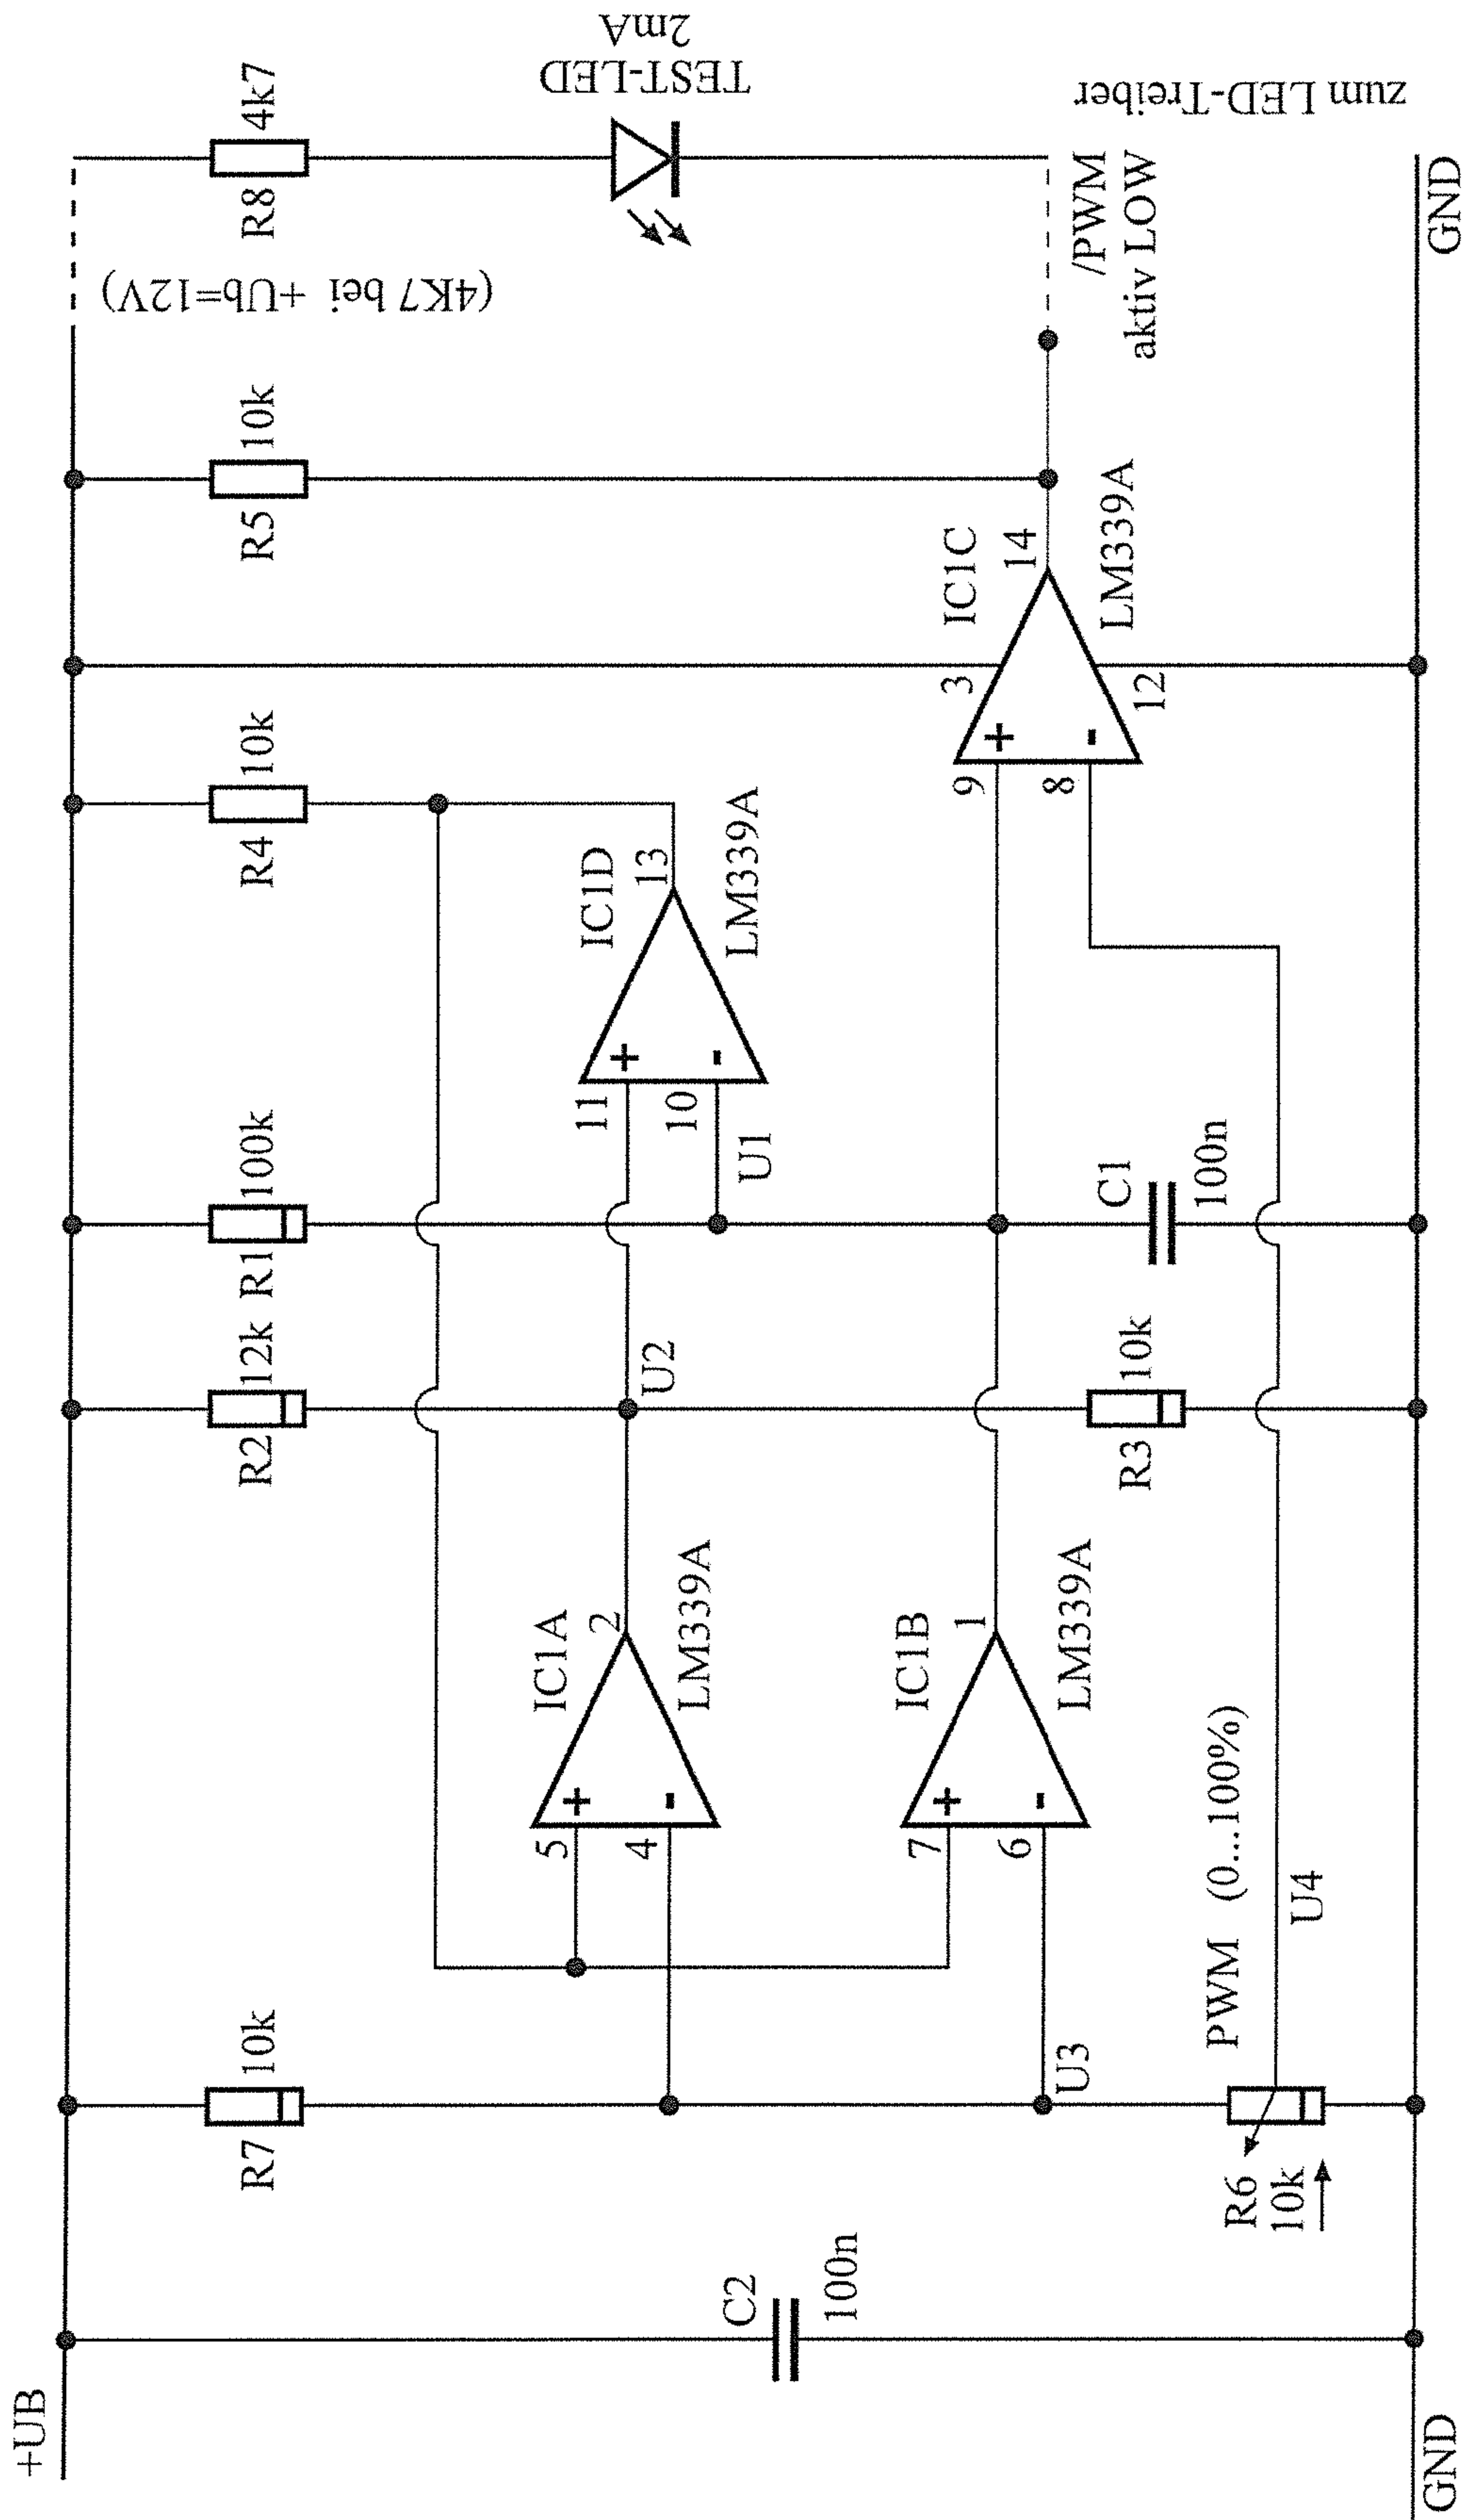 +UB
GND
C2
100n
R7
10k
R6
10k
PWM (0...100%)
U3
U4
5
4
IC1A
2
LM339A
7
6
IC1B
1
LM339A
+
-
+
-
R2
12k
U2
R3
10k
R1
100k
U1
C1
100n
11
10
IC1D
13
LM339A
+
-
R4
10k
9
8
3
12
IC1C
14
LM339A
+
-
R5
10k
(4K7 bei +Ub=12V)
R8
4k7
TEST-LED
2mA
/PWM
aktiv LOW
zum LED-Treiber
GND